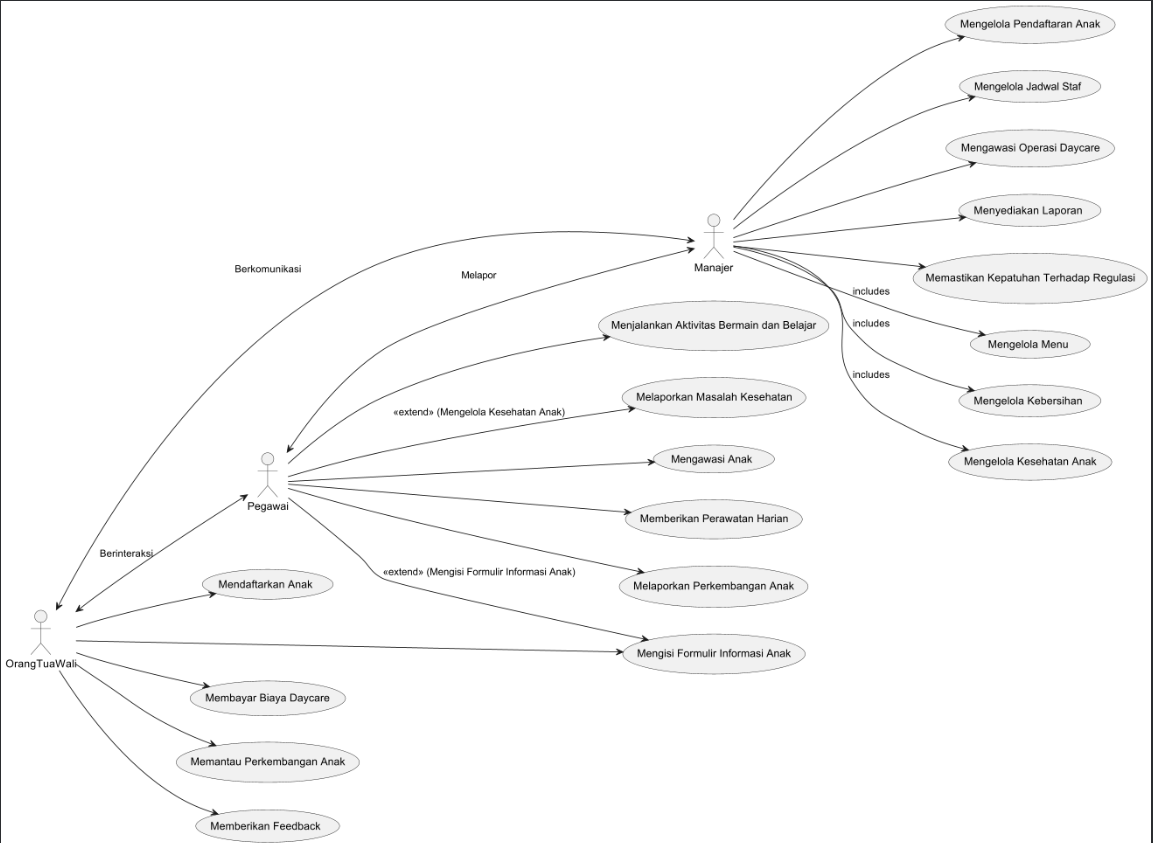 Mengelola Pendaftaran Anak
Mengelola Jadwal Staf
Mengawasi Operasi Daycare
Menyediakan Laporan
Manajer
Berkomunikasi
Melapor
Memastikan Kepatuhan Terhadap Regulasi
includes
Menjalankan Aktivitas Bermain dan Belajar
includes
Mengelola Menu
includes
Melaporkan Masalah Kesehatan
Mengelola Kebersihan
«extend» (Mengelola Kesehatan Anak)
Mengawasi Anak
Mengelola Kesehatan Anak
Pegawai
Memberikan Perawatan Harian
Berinteraksi
«extend» (Mengisi Formulir Informasi Anak)
Mendaftarkan Anak
Melaporkan Perkembangan Anak
Mengisi Formulir Informasi Anak
OrangTuaWali
Membayar Biaya Daycare
Memantau Perkembangan Anak
Memberikan Feedback